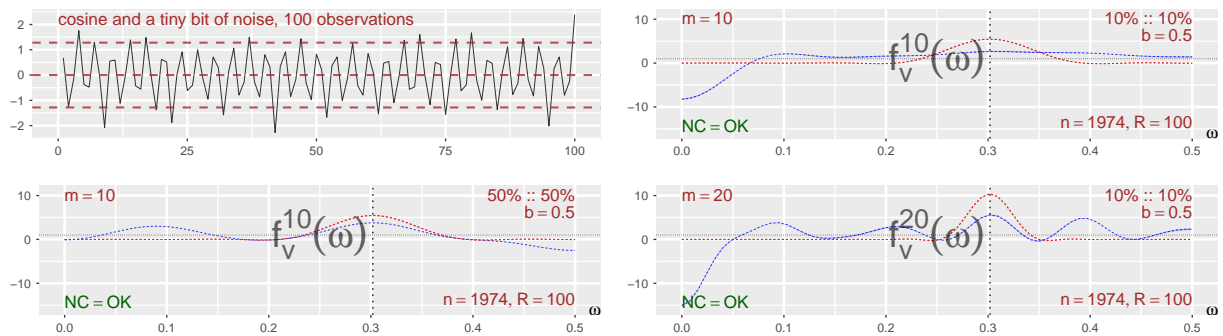 cosine and a tiny bit of noise, 100 observations
2
1
0
−1
−2
0 25 50 75 100
m = 10
10% :: 10%
b = 0.5
10
0
−10
f_v^10(ω)
NC = OK
n = 1974, R = 100
0.0 0.1 0.2 0.3 0.4 0.5
ω
m = 10
50% :: 50%
b = 0.5
10
0
−10
f_v^10(ω)
NC = OK
n = 1974, R = 100
0.0 0.1 0.2 0.3 0.4 0.5
ω
m = 20
10% :: 10%
b = 0.5
10
0
−10
f_v^20(ω)
NC = OK
n = 1974, R = 100
0.0 0.1 0.2 0.3 0.4 0.5
ω